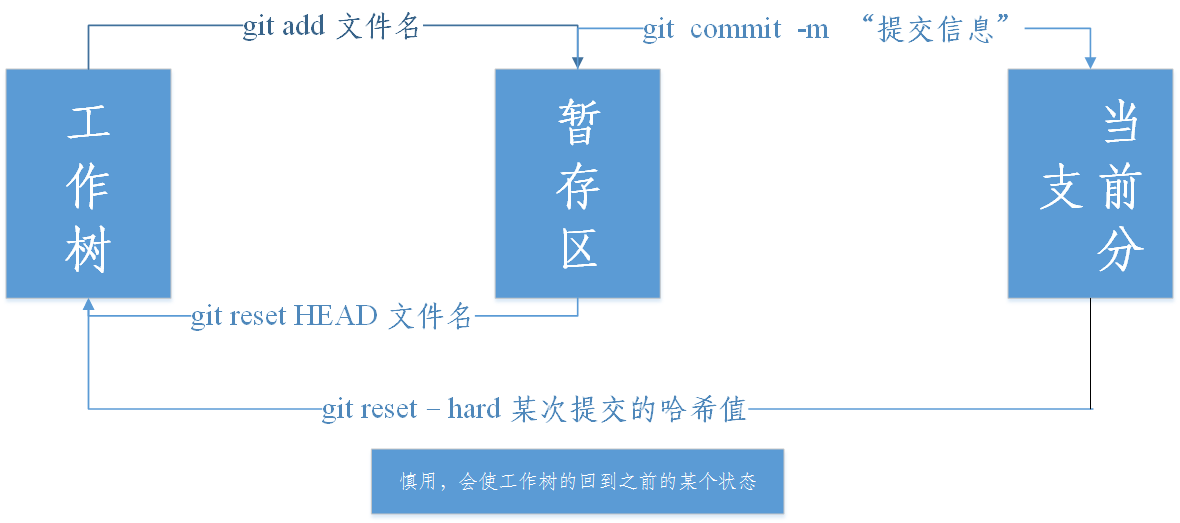 git add 文件名
git commit -m “提交信息”
工作树
暂存区
当前分支
git reset HEAD 文件名
git reset – hard 某次提交的哈希值
慎用，会使工作树的回到之前的某个状态